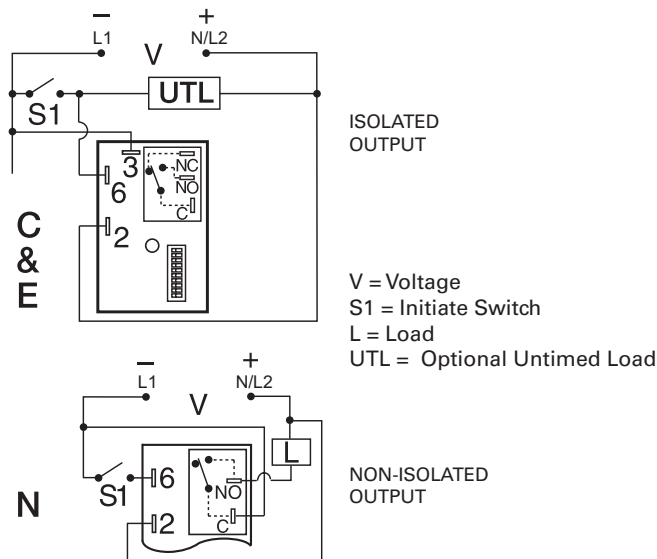 − +
L1 N/L2
V
UTL
S1
3
NC
6
NO
C
2
C
&
E
ISOLATED
OUTPUT
V = Voltage
S1 = Initiate Switch
L = Load
UTL = Optional Untimed Load
− +
L1 N/L2
V
L
6
S1
NO
C
2
N
NON-ISOLATED
OUTPUT